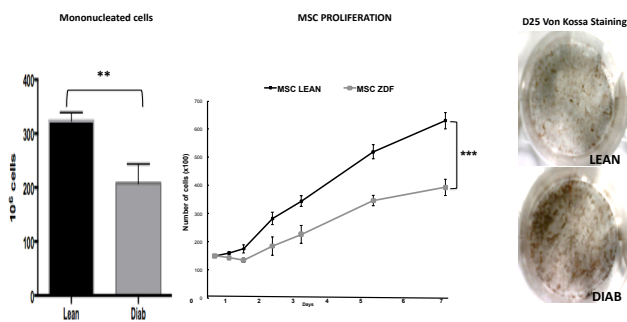 Mononucleated cells
**
10⁶ cells
400
300
200
100
0
Lean
Diab
MSC PROLIFERATION
MSC LEAN
MSC ZDF
Number of cells (x100)
700
600
500
400
300
200
100
0
1
2
3
4
5
6
7
Days
***
D25 Von Kossa Staining
LEAN
DIAB